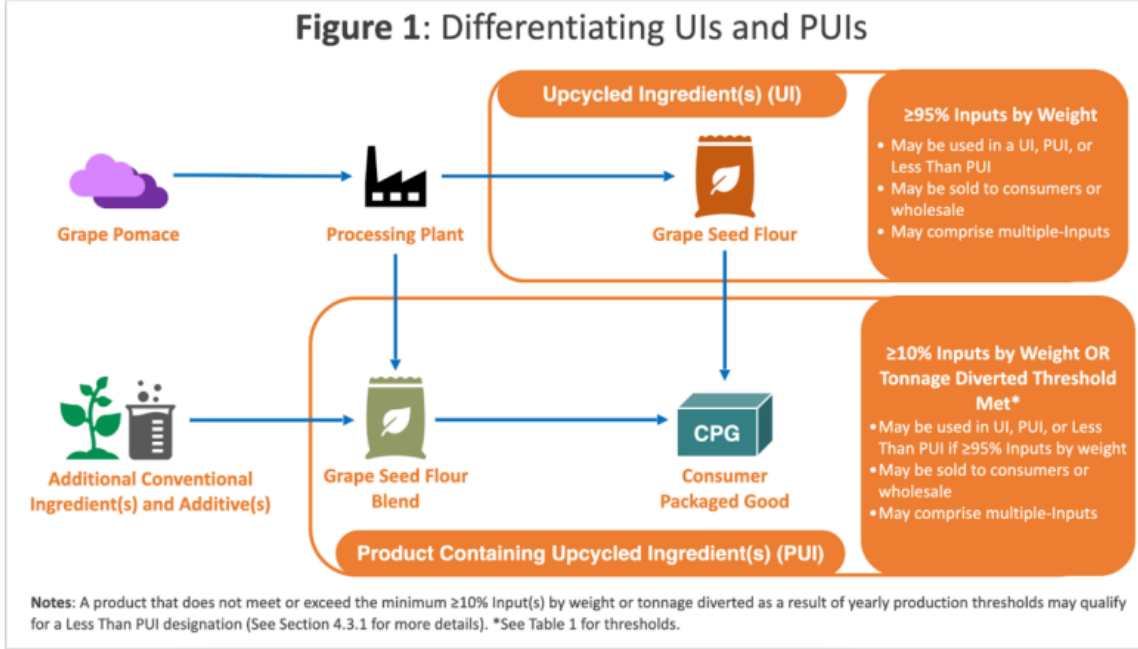 Figure 1: Differentiating UIs and PUIs
Upcycled Ingredient(s) (UI)
≥95% Inputs by Weight
• May be used in a UI, PUI, or
Less Than PUI
• May be sold to consumers or
wholesale
• May comprise multiple-Inputs
Grape Pomace
Processing Plant
Grape Seed Flour
≥10% Inputs by Weight OR
Tonnage Diverted Threshold
Met*
• May be used in UI, PUI, or Less
Than PUI if ≥95% Inputs by weight
• May be sold to consumers or
wholesale
• May comprise multiple-Inputs
CPG
Additional Conventional
Ingredient(s) and Additive(s)
Grape Seed Flour
Blend
Consumer
Packaged Good
Product Containing Upcycled Ingredient(s) (PUI)
Notes: A product that does not meet or exceed the minimum ≥10% Input(s) by weight or tonnage diverted as a result of yearly production thresholds may qualify
for a Less Than PUI designation (See Section 4.3.1 for more details). *See Table 1 for thresholds.